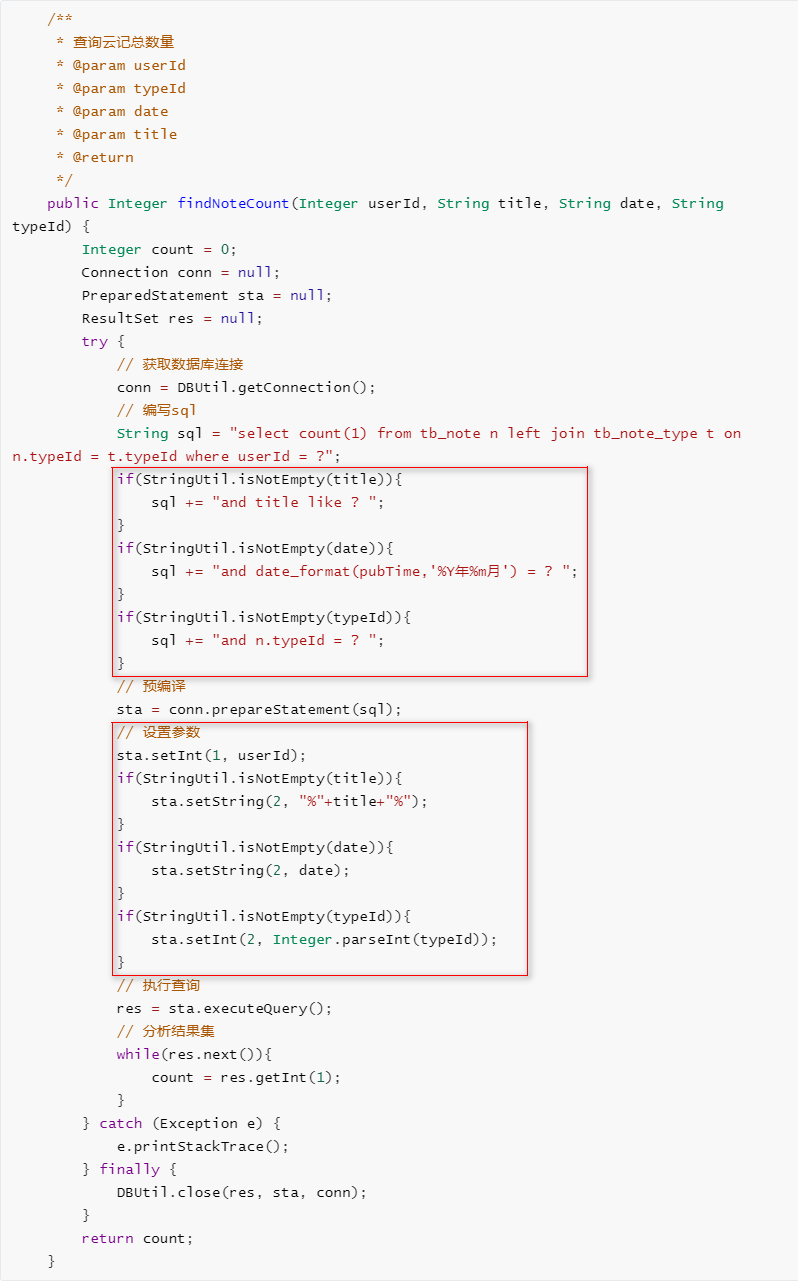 /**
 * 查询云记总数量
 * @param userId
 * @param typeId
 * @param date
 * @param title
 * @return
 */
public Integer findNoteCount(Integer userId, String title, String date, String
typeId) {
Integer count = 0;
Connection conn = null;
PreparedStatement sta = null;
ResultSet res = null;
try {
// 获取数据库连接
conn = DBUtil.getConnection();
// 编写sql
String sql = "select count(1) from tb_note n left join tb_note_type t on
n.typeId = t.typeId where userId = ?";
if(StringUtil.isNotEmpty(title)){
sql += "and title like ? ";
}
if(StringUtil.isNotEmpty(date)){
sql += "and date_format(pubTime,'%Y年%m月') = ? ";
}
if(StringUtil.isNotEmpty(typeId)){
sql += "and n.typeId = ? ";
}
// 预编译
sta = conn.prepareStatement(sql);
// 设置参数
sta.setInt(1, userId);
if(StringUtil.isNotEmpty(title)){
sta.setString(2, "%"+title+"%");
}
if(StringUtil.isNotEmpty(date)){
sta.setString(2, date);
}
if(StringUtil.isNotEmpty(typeId)){
sta.setInt(2, Integer.parseInt(typeId));
}
// 执行查询
res = sta.executeQuery();
// 分析结果集
while(res.next()){
count = res.getInt(1);
}
} catch (Exception e) {
e.printStackTrace();
} finally {
DBUtil.close(res, sta, conn);
}
return count;
}